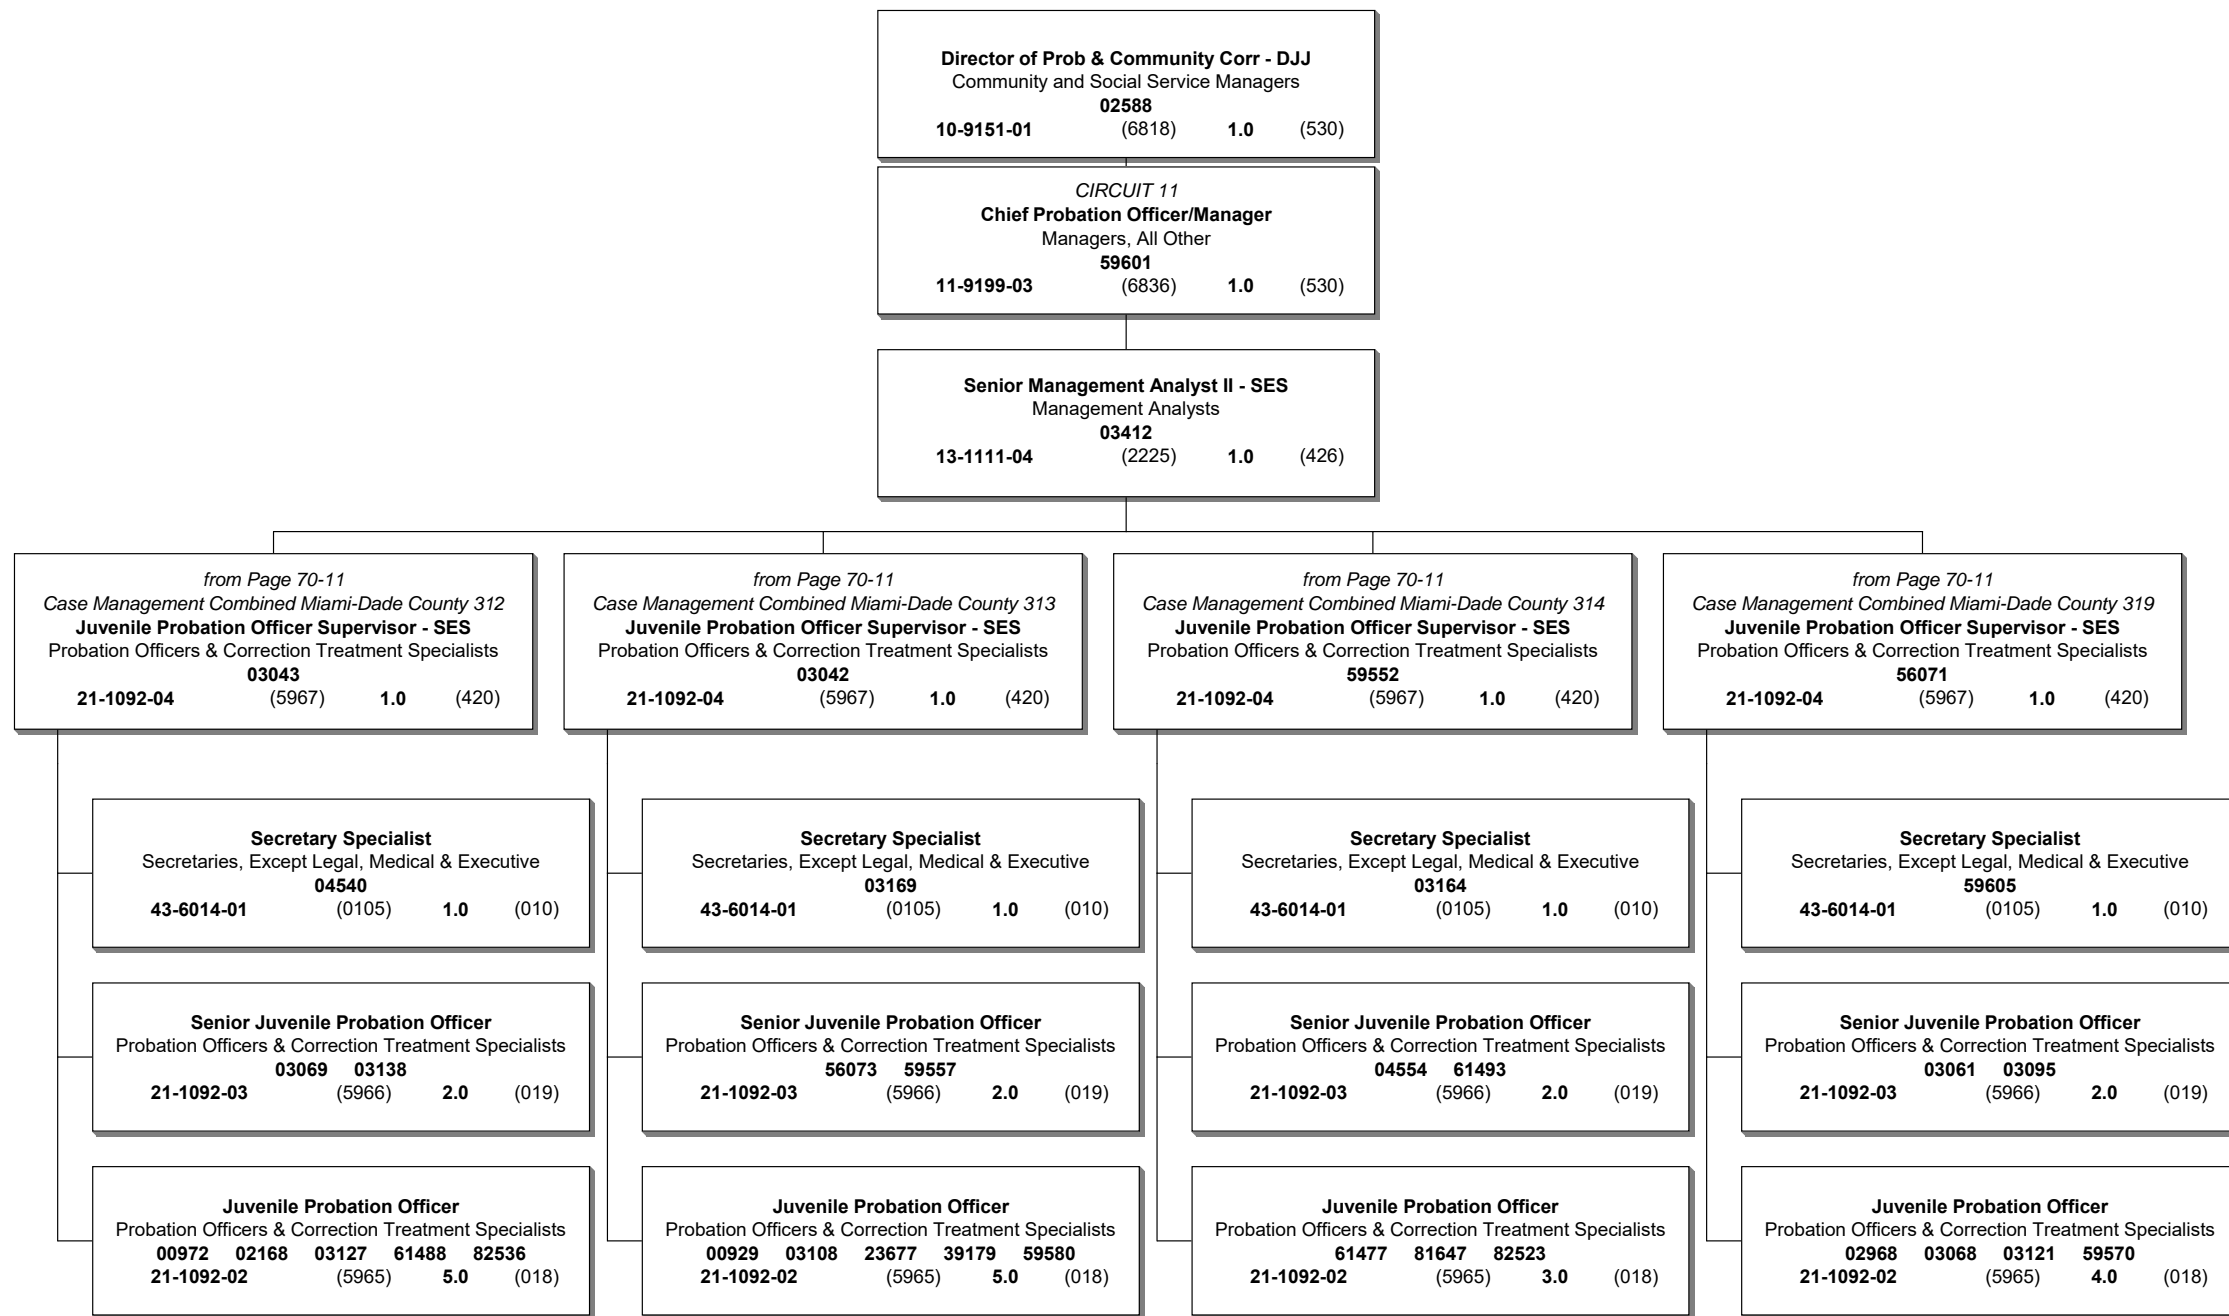 Director of Prob & Community Corr - DJJ
Community and Social Service Managers
02588
10-9151-01 (6818) 1.0 (530)
CIRCUIT 11
Chief Probation Officer/Manager
Managers, All Other
59601
11-9199-03 (6836) 1.0 (530)
Senior Management Analyst II - SES
Management Analysts
03412
13-1111-04 (2225) 1.0 (426)
from Page 70-11
Case Management Combined Miami-Dade County 312
Juvenile Probation Officer Supervisor - SES
Probation Officers & Correction Treatment Specialists
03043
21-1092-04 (5967) 1.0 (420)
Secretary Specialist
Secretaries, Except Legal, Medical & Executive
04540
43-6014-01 (0105) 1.0 (010)
Senior Juvenile Probation Officer
Probation Officers & Correction Treatment Specialists
03069 03138
21-1092-03 (5966) 2.0 (019)
Juvenile Probation Officer
Probation Officers & Correction Treatment Specialists
00972 02168 03127 61488 82536
21-1092-02 (5965) 5.0 (018)
from Page 70-11
Case Management Combined Miami-Dade County 313
Juvenile Probation Officer Supervisor - SES
Probation Officers & Correction Treatment Specialists
03042
21-1092-04 (5967) 1.0 (420)
Secretary Specialist
Secretaries, Except Legal, Medical & Executive
03169
43-6014-01 (0105) 1.0 (010)
Senior Juvenile Probation Officer
Probation Officers & Correction Treatment Specialists
56073 59557
21-1092-03 (5966) 2.0 (019)
Juvenile Probation Officer
Probation Officers & Correction Treatment Specialists
00929 03108 23677 39179 59580
21-1092-02 (5965) 5.0 (018)
from Page 70-11
Case Management Combined Miami-Dade County 314
Juvenile Probation Officer Supervisor - SES
Probation Officers & Correction Treatment Specialists
59552
21-1092-04 (5967) 1.0 (420)
Secretary Specialist
Secretaries, Except Legal, Medical & Executive
03164
43-6014-01 (0105) 1.0 (010)
Senior Juvenile Probation Officer
Probation Officers & Correction Treatment Specialists
04554 61493
21-1092-03 (5966) 2.0 (019)
Juvenile Probation Officer
Probation Officers & Correction Treatment Specialists
61477 81647 82523
21-1092-02 (5965) 3.0 (018)
from Page 70-11
Case Management Combined Miami-Dade County 319
Juvenile Probation Officer Supervisor - SES
Probation Officers & Correction Treatment Specialists
56071
21-1092-04 (5967) 1.0 (420)
Secretary Specialist
Secretaries, Except Legal, Medical & Executive
59605
43-6014-01 (0105) 1.0 (010)
Senior Juvenile Probation Officer
Probation Officers & Correction Treatment Specialists
03061 03095
21-1092-03 (5966) 2.0 (019)
Juvenile Probation Officer
Probation Officers & Correction Treatment Specialists
02968 03068 03121 59570
21-1092-02 (5965) 4.0 (018)